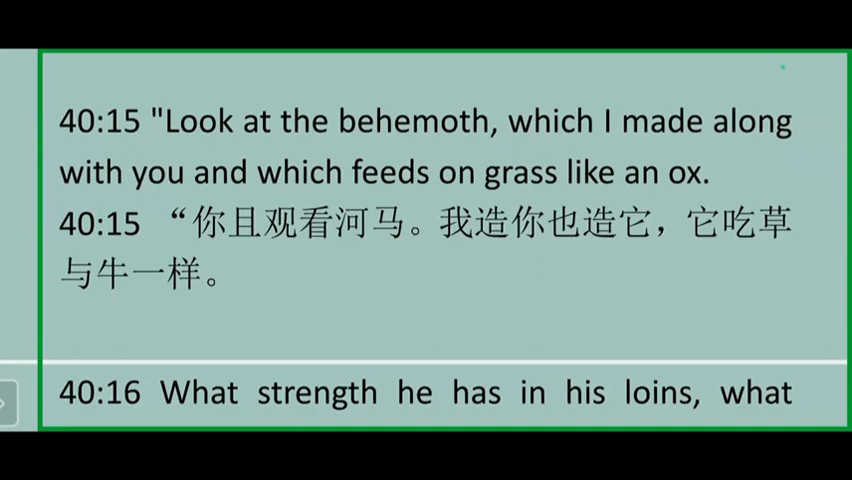 40:15 "Look at the behemoth, which I made along
with you and which feeds on grass like an ox.
40:15 “你且观看河马。我造你也造它，它吃草
与牛一样。
40:16 What strength he has in his loins, what